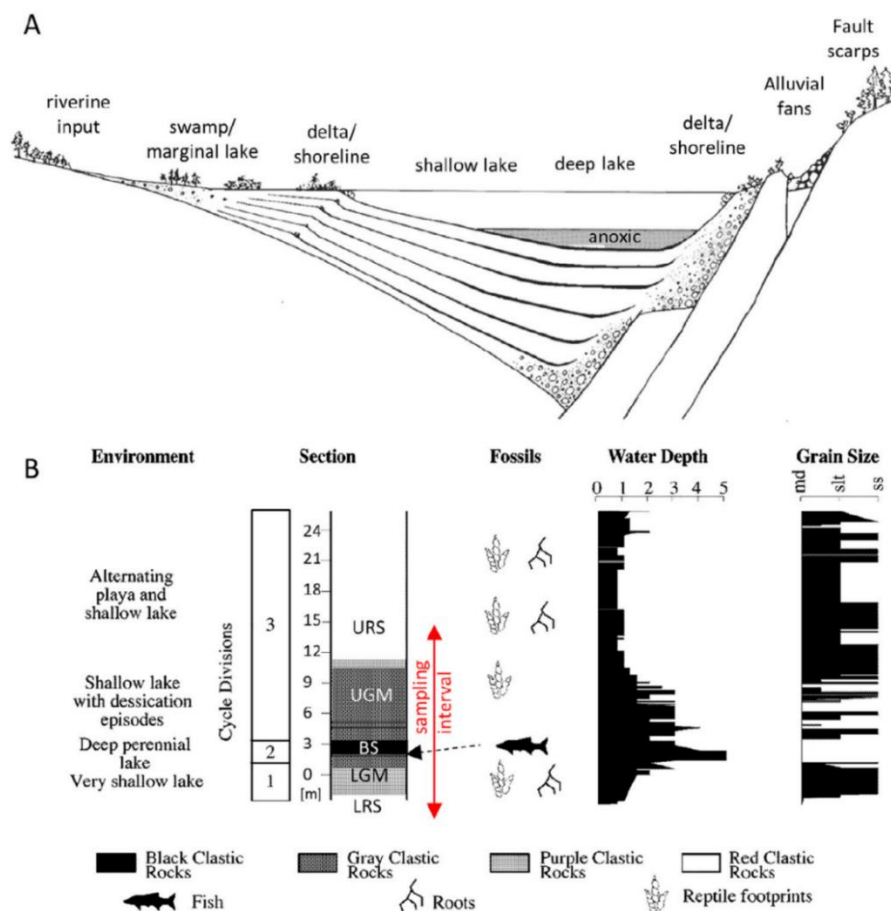 A
Fault
scarps
Alluvial
fans
riverine
input
swamp/
marginal lake
delta/
shoreline
shallow lake
deep lake
delta/
shoreline
anoxic
B
Environment
Section
Fossils
Water Depth
Grain Size
0 1 2 3 4 5
md
slt
ss
Cycle Divisions
3
2
1
24
21
18
15
12
9
6
3
0
[m]
Alternating
playa and
shallow lake
Shallow lake
with dessication
episodes
Deep perennial
lake
Very shallow lake
URS
UGM
BS
LGM
LRS
sampling
interval
Black Clastic
Rocks
Gray Clastic
Rocks
Purple Clastic
Rocks
Red Clastic
Rocks
Fish
Roots
Reptile footprints